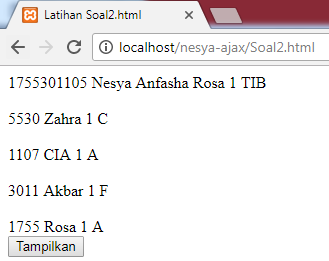 Latihan Soal2.html
localhost/nesya-ajax/Soal2.html
1755301105 Nesya Anfasha Rosa 1 TIB
5530 Zahra 1 C
1107 CIA 1 A
3011 Akbar 1 F
1755 Rosa 1 A
Tampilkan